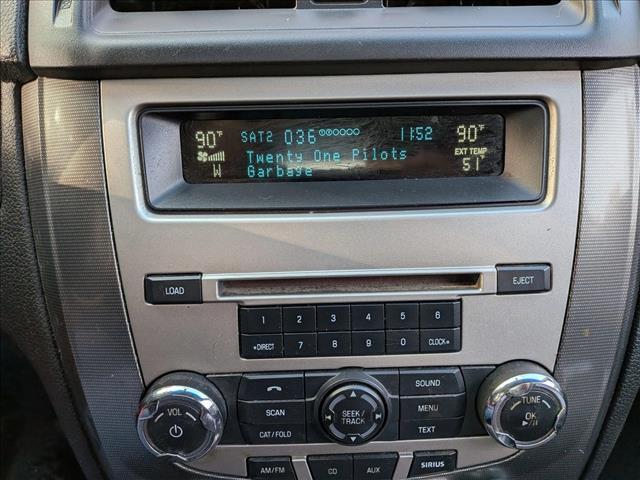 90°F SAT2 036 11:52 90°F
Twenty One Pilots EXT TEMP
W Garbage 51°
LOAD EJECT
1 2 3 4 5 6
*DIRECT 7 8 9 0 CLOCK*
VOL SCAN CAT/FOLD SEEK/TRACK SOUND MENU TEXT TUNE OK
AM/FM CD AUX SIRIUS